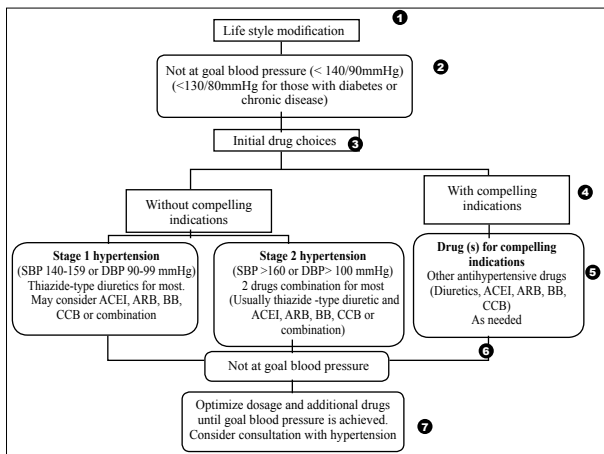 1
Life style modification
2
Not at goal blood pressure (< 140/90mmHg)
(<130/80mmHg for those with diabetes or
chronic disease)
Initial drug choices
3
Without compelling
indications
With compelling
indications
4
Stage 1 hypertension
(SBP 140-159 or DBP 90-99 mmHg)
Thiazide-type diuretics for most.
May consider ACEI, ARB, BB,
CCB or combination
Stage 2 hypertension
(SBP >160 or DBP> 100 mmHg)
2 drugs combination for most
(Usually thiazide -type diuretic and
ACEI, ARB, BB, CCB or
combination)
Drug (s) for compelling
indications
Other antihypertensive drugs
(Diuretics, ACEI, ARB, BB,
CCB)
As needed
5
6
Not at goal blood pressure
Optimize dosage and additional drugs
until goal blood pressure is achieved.
Consider consultation with hypertension
7